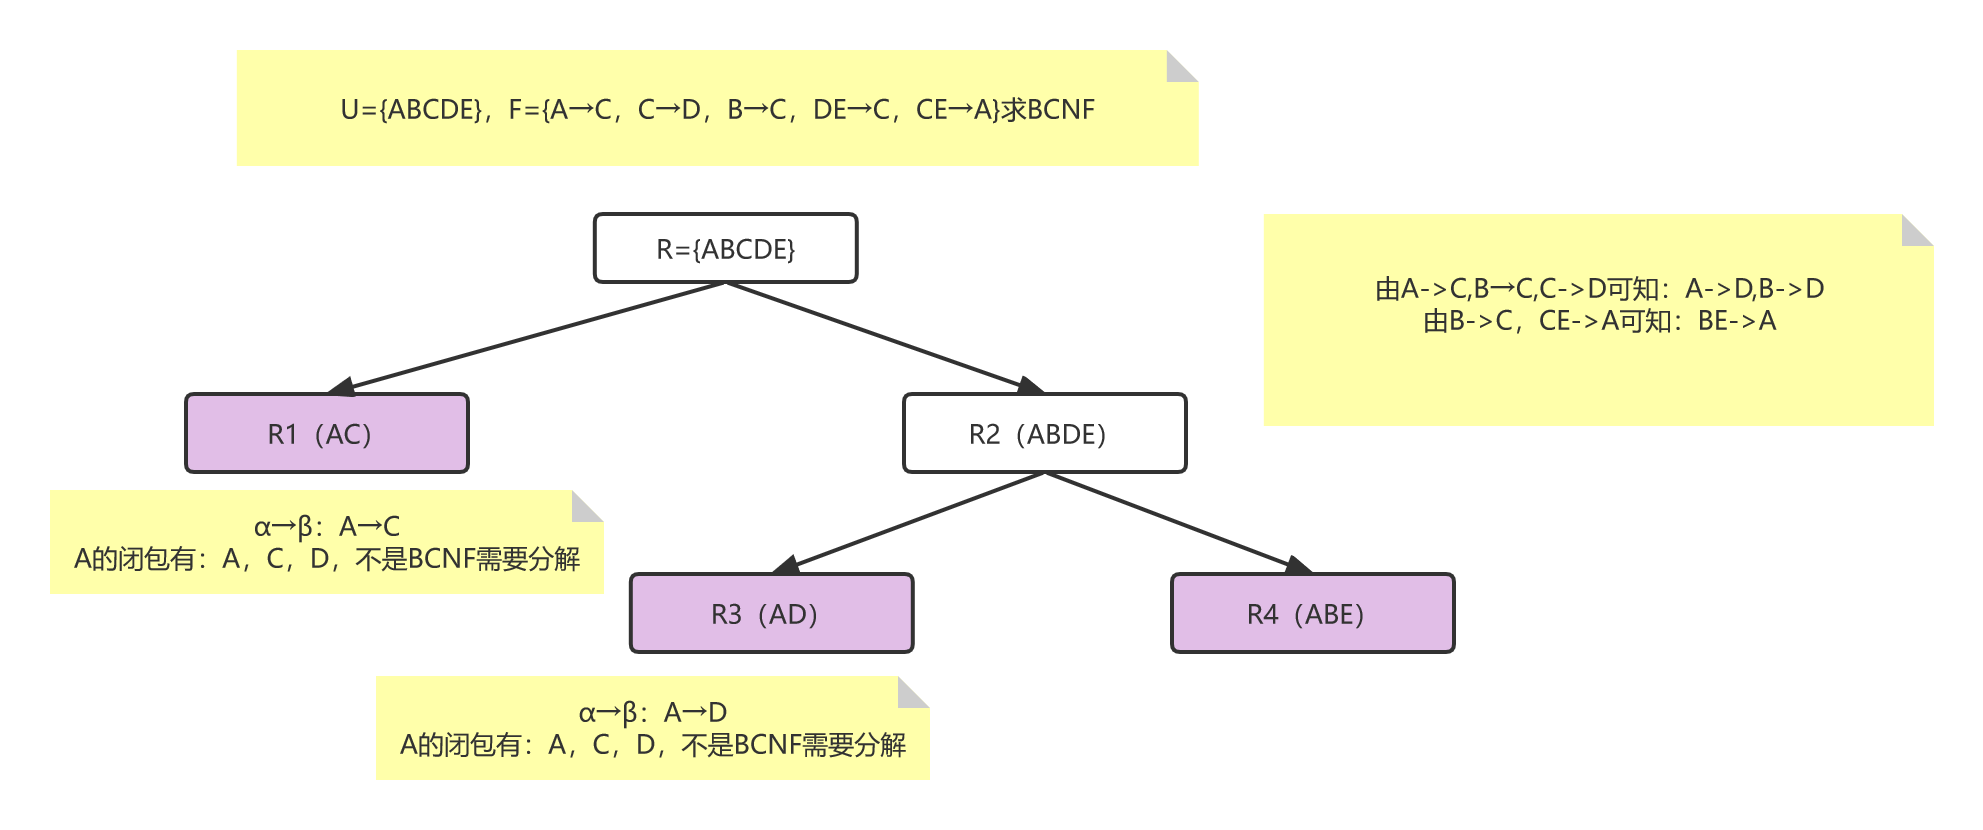 U={ABCDE}，F={A→C，C→D，B→C，DE→C，CE→A}求BCNF
R={ABCDE}
由A->C,B→C,C->D可知：A->D,B->D
由B->C，CE->A可知：BE->A
R1（AC）
R2（ABDE）
α→β：A→C
A的闭包有：A，C，D，不是BCNF需要分解
R3（AD）
R4（ABE）
α→β：A→D
A的闭包有：A，C，D，不是BCNF需要分解